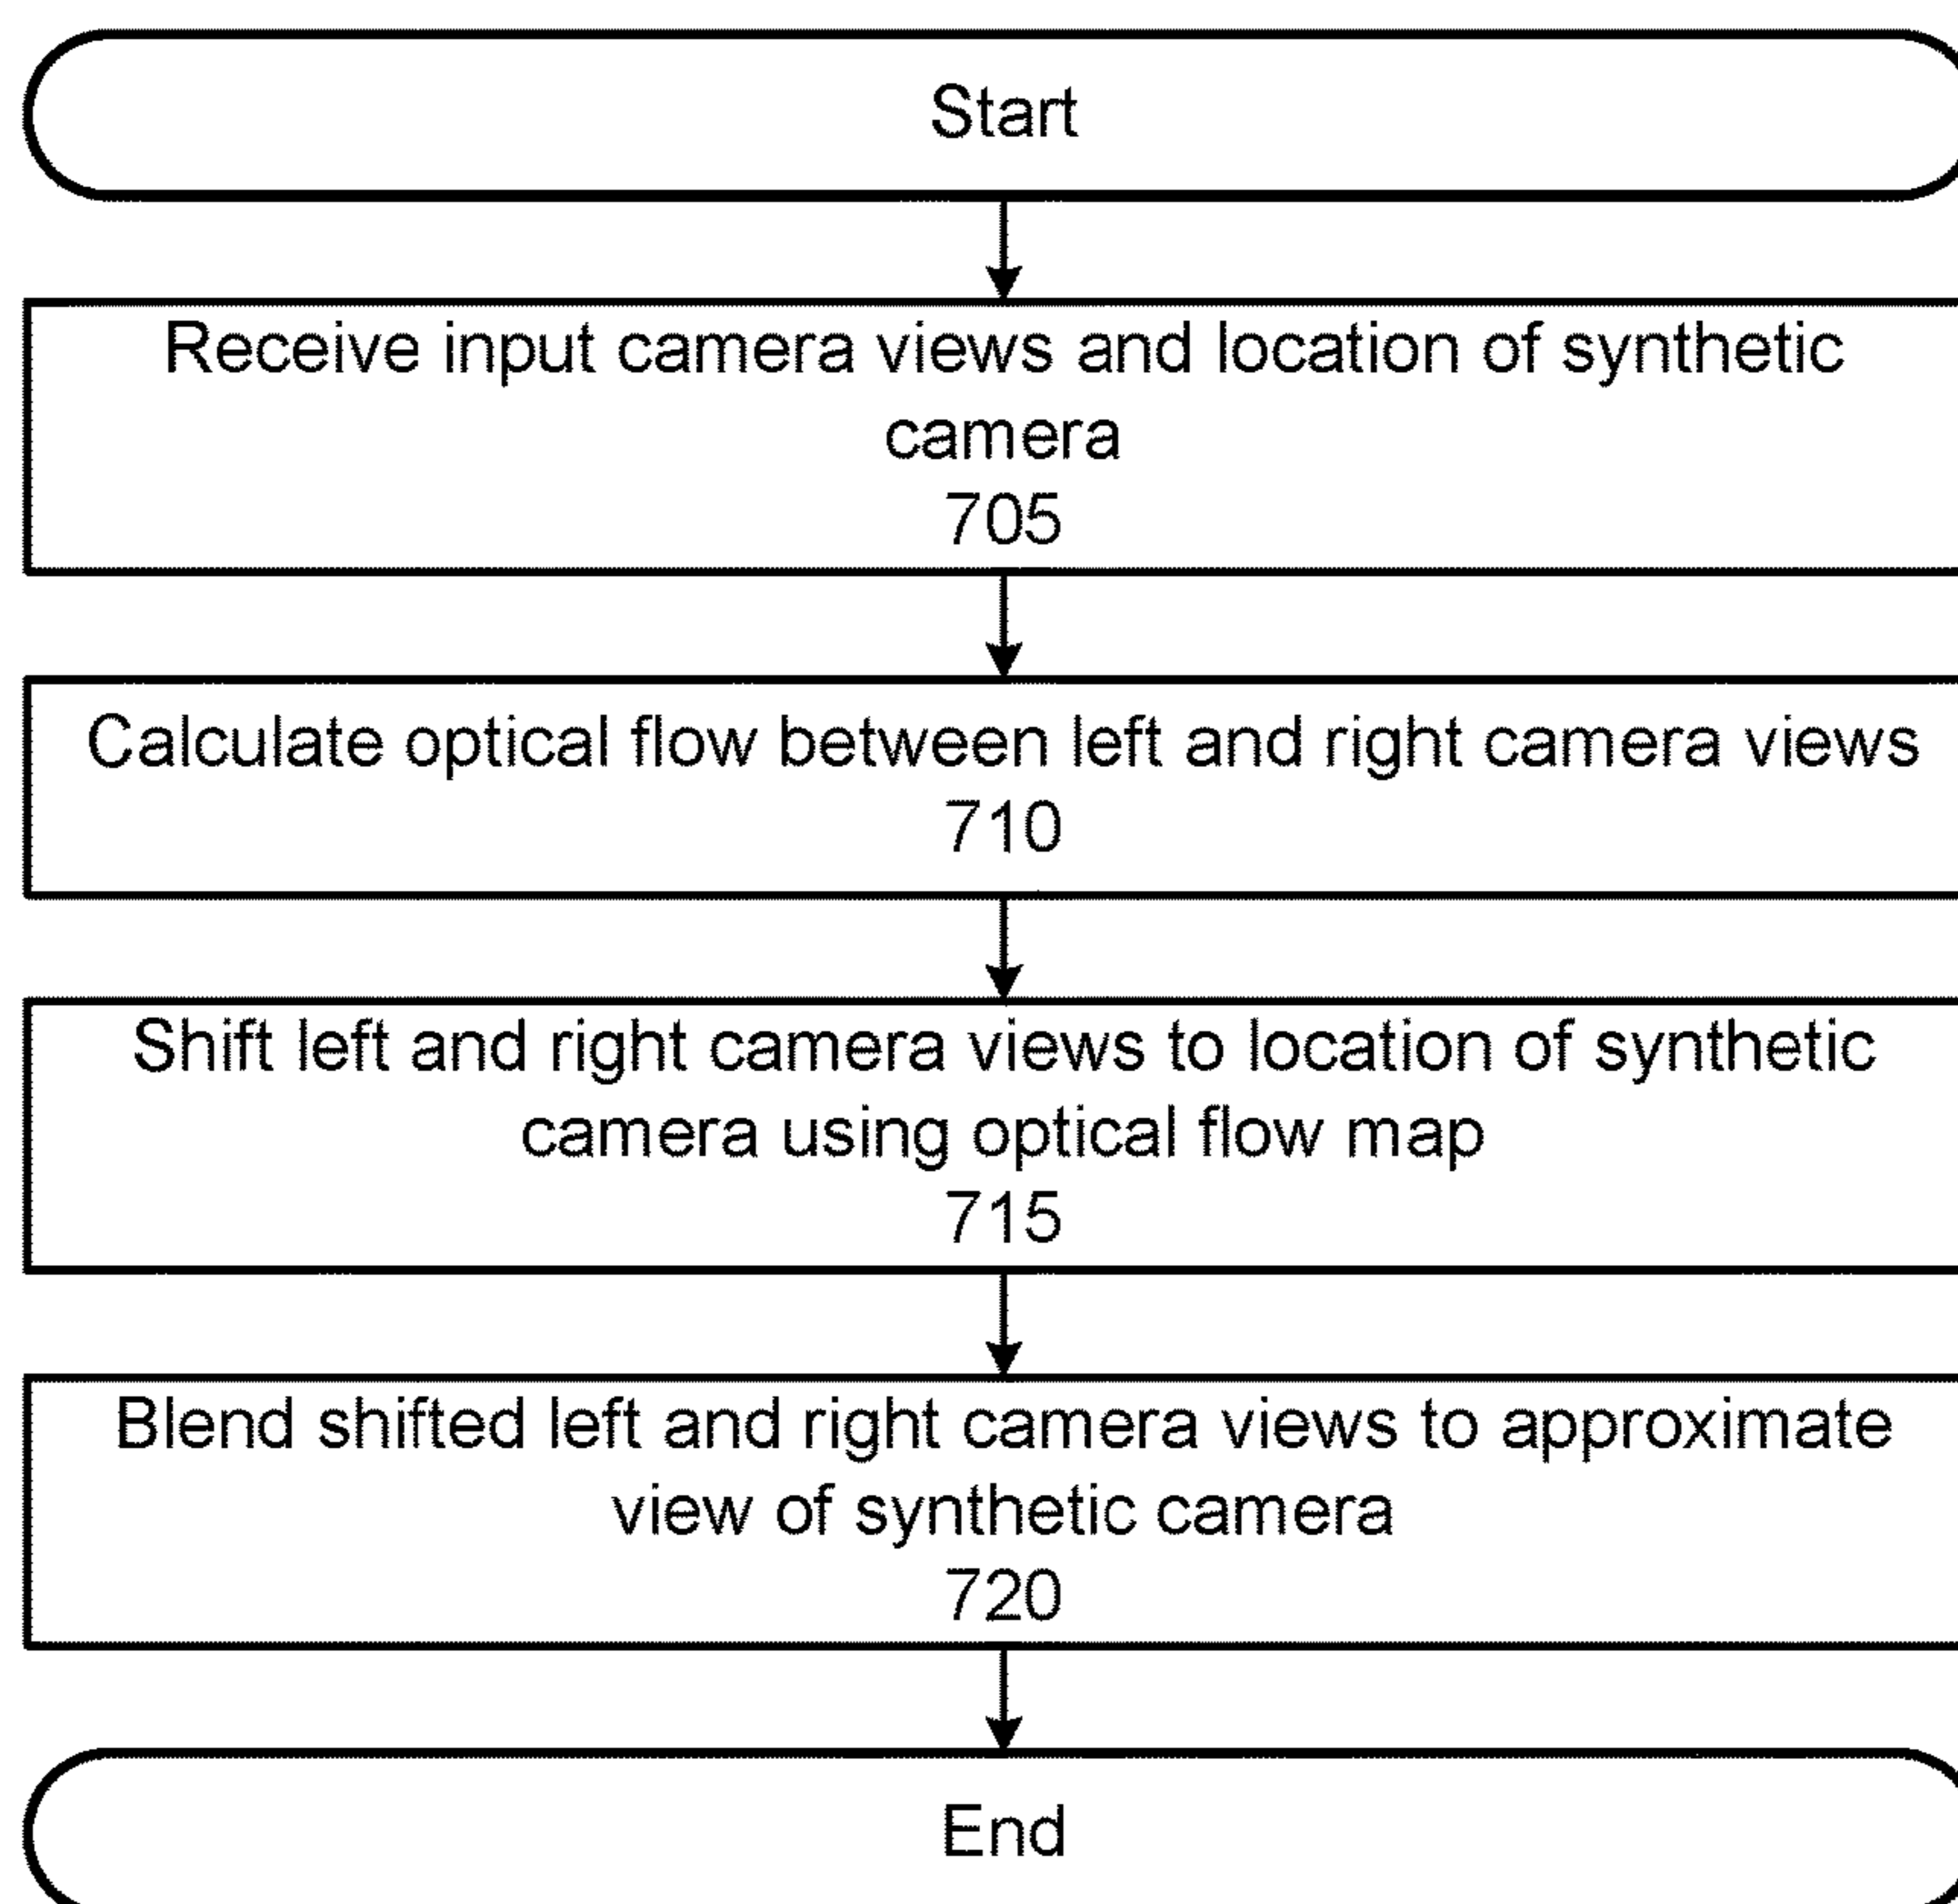 Start
Receive input camera views and location of synthetic
camera
705
Calculate optical flow between left and right camera views
710
Shift left and right camera views to location of synthetic
camera using optical flow map
715
Blend shifted left and right camera views to approximate
view of synthetic camera
720
End